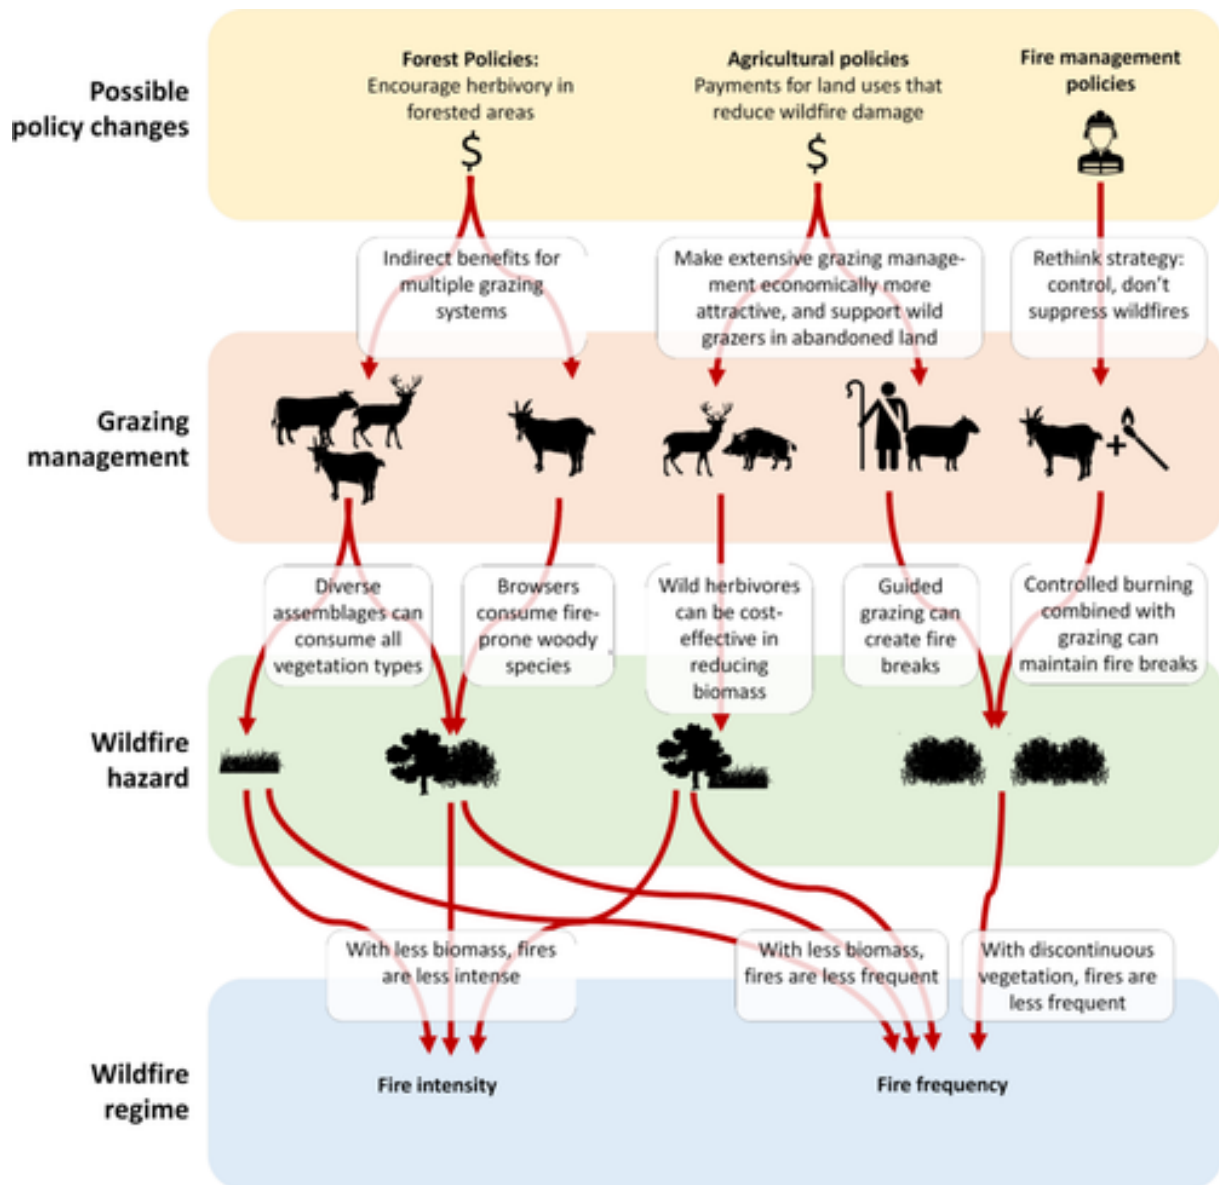 Possible
policy changes
Forest Policies:
Encourage herbivory in
forested areas
$
Agricultural policies
Payments for land uses that
reduce wildfire damage
$
Fire management
policies
Indirect benefits for
multiple grazing
systems
Make extensive grazing manage-
ment economically more
attractive, and support wild
grazers in abandoned land
Rethink strategy:
control, don't
suppress wildfires
Grazing
management
+
Diverse
assemblages can
consume all
vegetation types
Browsers
consume fire-
prone woody
species
Wild herbivores
can be cost-
effective in
reducing
biomass
Guided
grazing can
create fire
breaks
Controlled burning
combined with
grazing can
maintain fire breaks
Wildfire
hazard
With less biomass, fires
are less intense
With less biomass,
fires are less frequent
With discontinuous
vegetation, fires are
less frequent
Wildfire
regime
Fire intensity
Fire frequency